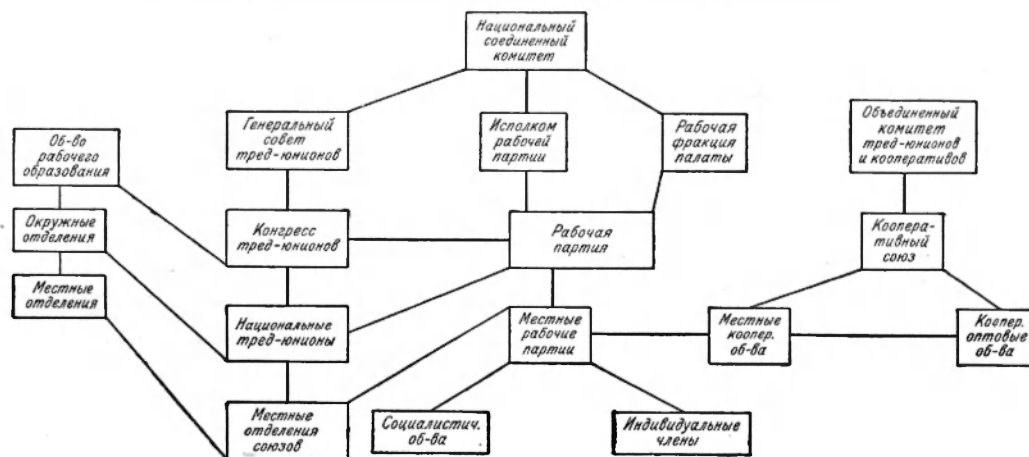 Национальный
соединенный
комитет
Генеральный
совет
тред-юнионов
Исполком
рабочей
партии
Рабочая
фракция
палаты
Объединенный
комитет
тред-юнионов
и кооперативов
Об-во
рабочего
образования
Окружные
отделения
Конгресс
тред-юнионов
Рабочая
партия
Коопера-
тивный
союз
Местные
отделения
Национальные
тред-юнионы
Местные
рабочие
партии
Местные
коопер.
об-ва
Коопер.
оптовые
об-ва
Местные
отделения
союзов
Социалистич.
об-ва
Индивидуальные
члены